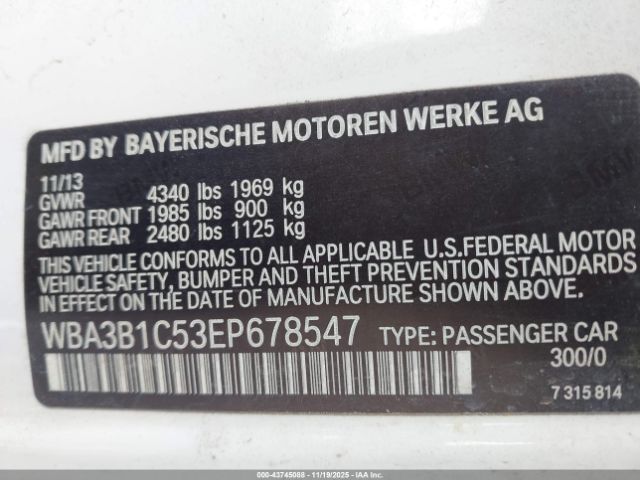 MFD BY BAYERISCHE MOTOREN WERKE AG
11/13
GVWR 4340 lbs 1969 kg
GAWR FRONT 1985 lbs 900 kg
GAWR REAR 2480 lbs 1125 kg
THIS VEHICLE CONFORMS TO ALL APPLICABLE U.S.FEDERAL MOTOR
VEHICLE SAFETY, BUMPER AND THEFT PREVENTION STANDARDS
IN EFFECT ON THE DATE OF MANUFACTURE SHOWN ABOVE.
WBA3B1C53EP678547 TYPE: PASSENGER CAR
300/0
7 315 814
000-43745088 - 11/19/2025 - IAAI.COM